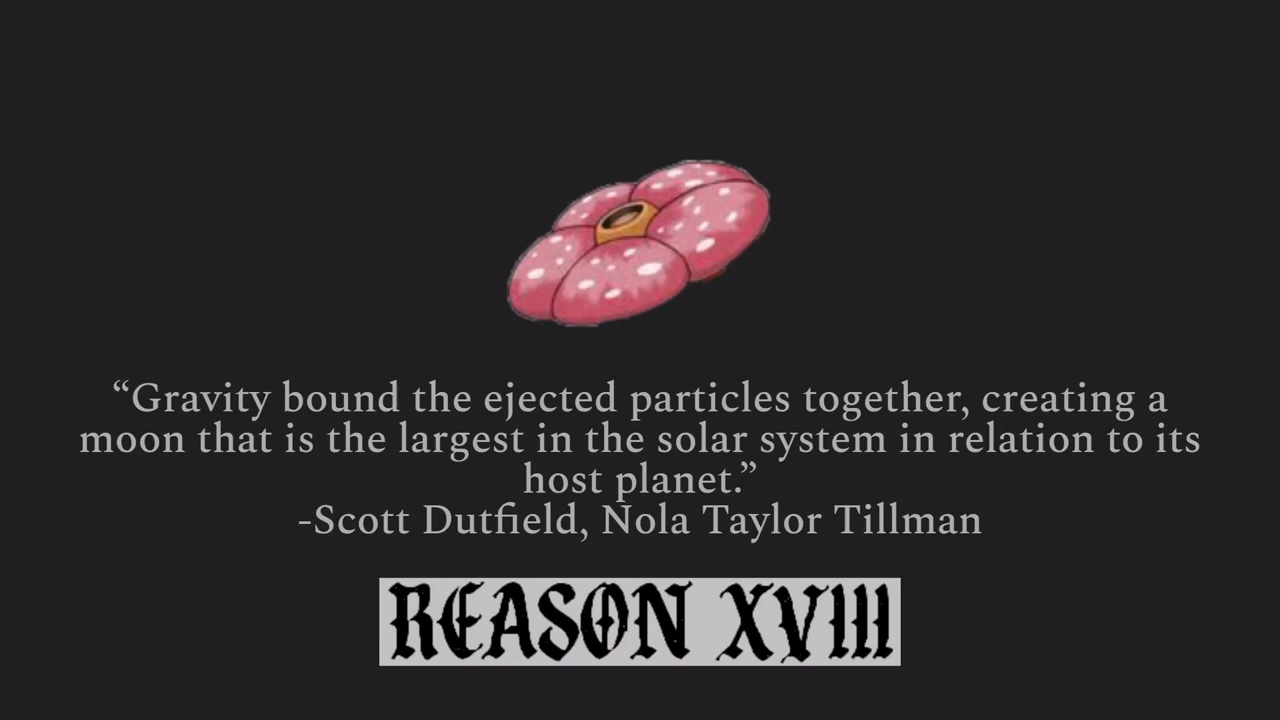 “Gravity bound the ejected particles together, creating a
moon that is the largest in the solar system in relation to its
host planet.”
-Scott Dutfield, Nola Taylor Tillman
REASON XVIII